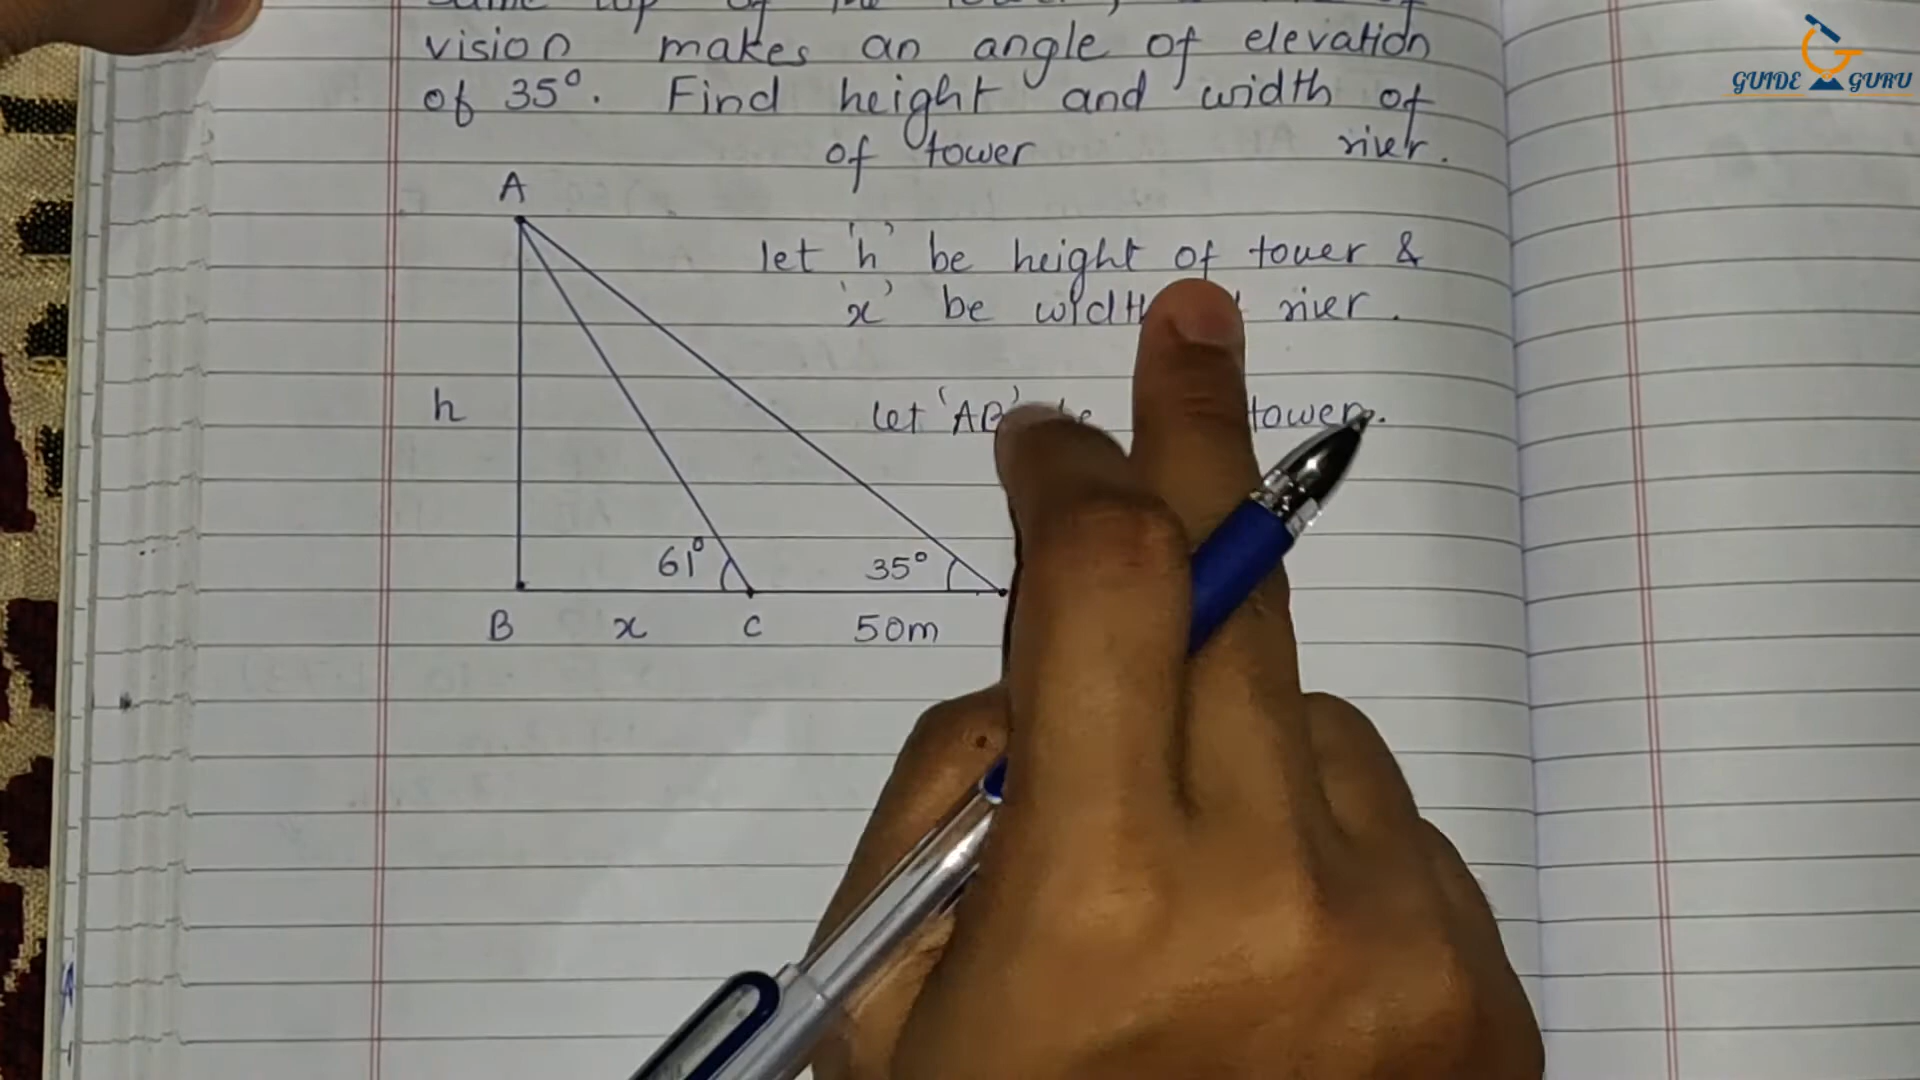 vision makes an angle of elevation
of 35°. Find height and width of
of tower river.
A
let 'h' be height of tower &
'x' be width river.
h
let 'AB' be tower.
61° 35°
B x C 50m
GUIDE GURU